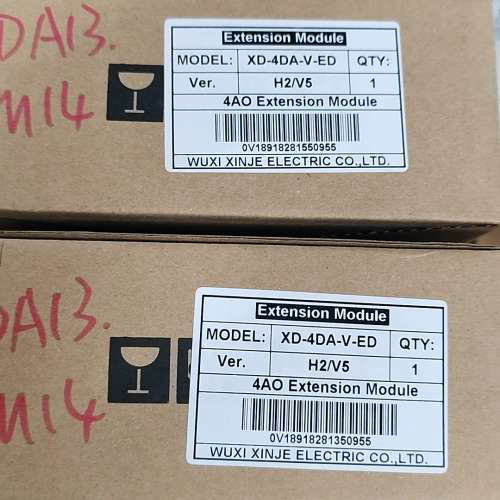 DA13.
M14
Extension Module
MODEL: XD-4DA-V-ED QTY:
Ver. H2/V5 1
4AO Extension Module
0V18918281550955
WUXI XINJE ELECTRIC CO.,LTD.
DA13.
M14
Extension Module
MODEL: XD-4DA-V-ED QTY:
Ver. H2/V5 1
4AO Extension Module
0V18918281350955
WUXI XINJE ELECTRIC CO.,LTD.